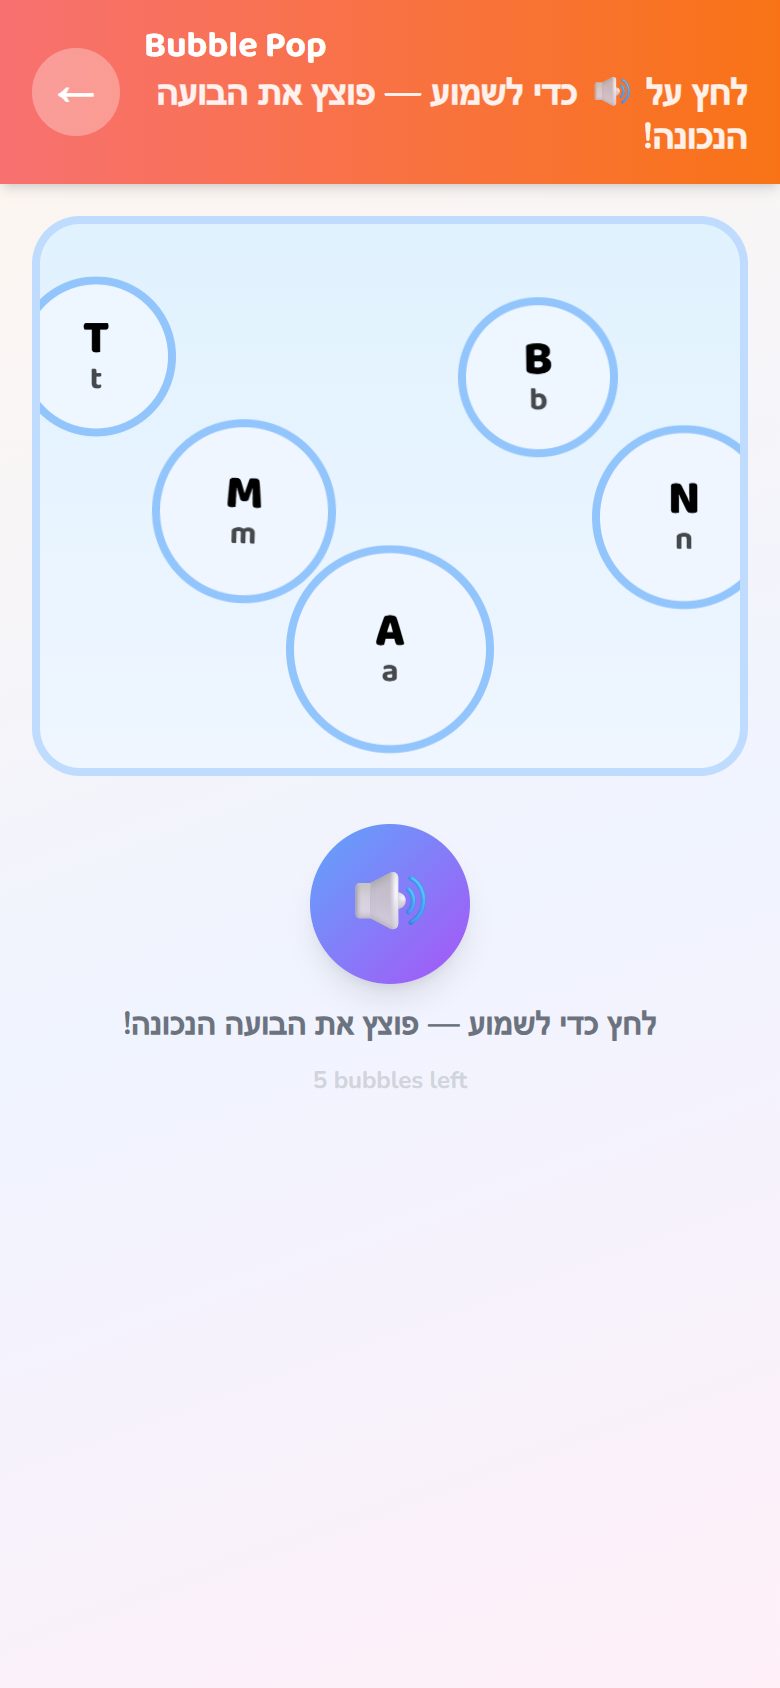 Bubble Pop
לחץ על 🔊 כדי לשמוע — פוצץ את הבועה
הנכונה!
T
t
B
b
M
m
N
n
A
a
לחץ כדי לשמוע — פוצץ את הבועה הנכונה!
5 bubbles left